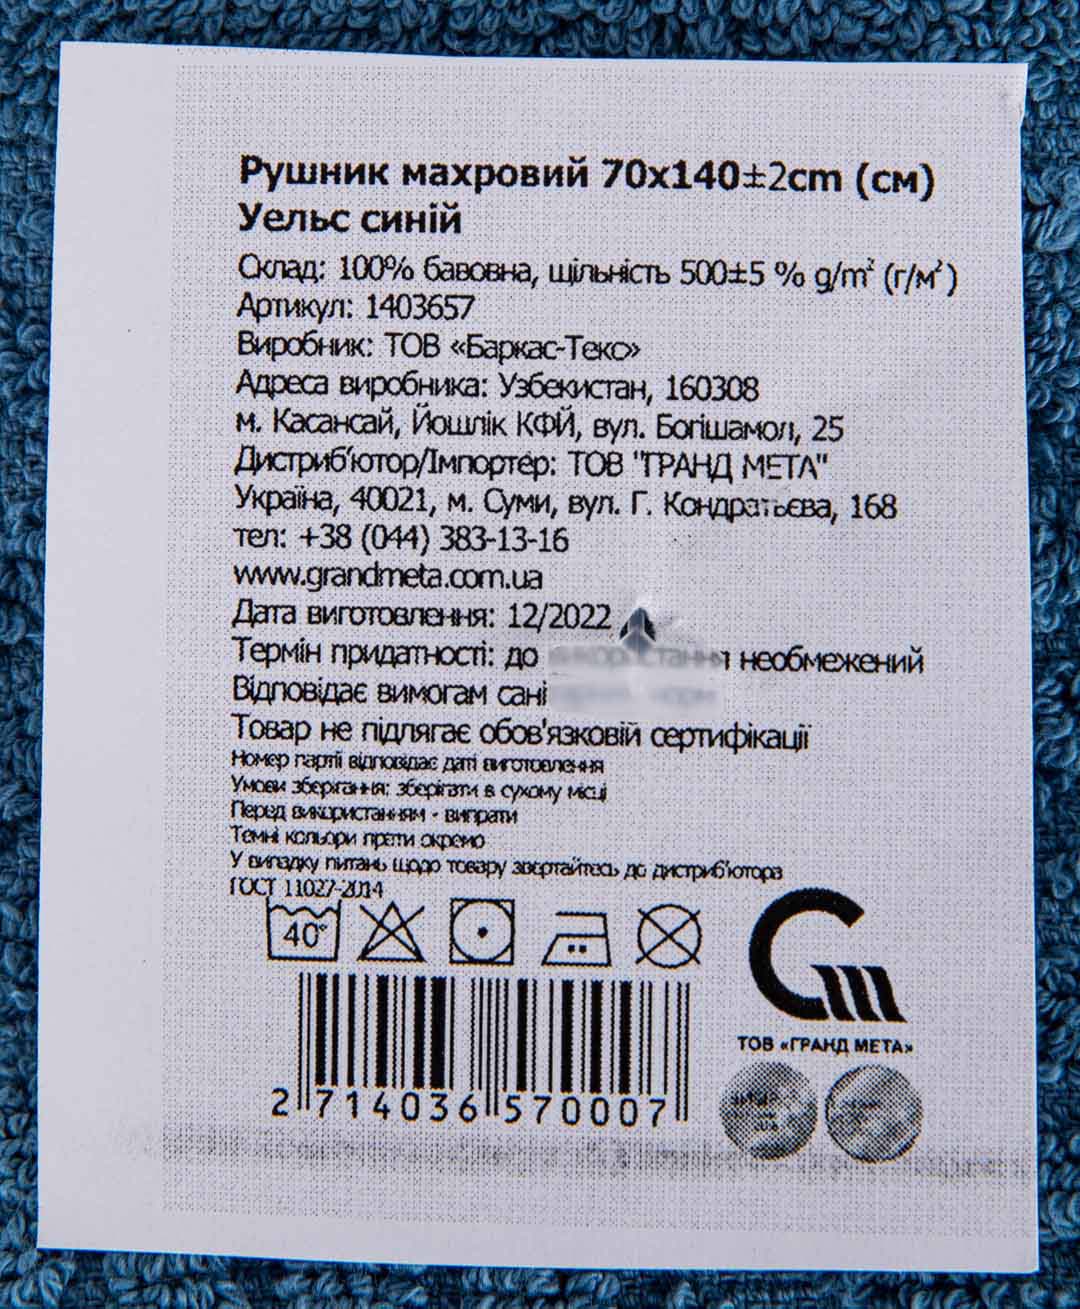 Рушник махровий 70x140±2cm (см)
Уельс синій
Склад: 100% бавовна, щільність 500±5 % g/m² (г/м²)
Артикул: 1403657
Виробник: ТОВ «Баркас-Текс»
Адреса виробника: Узбекистан, 160308
м. Касансай, Йошлік КФЙ, вул. Богішамол, 25
Дистриб'ютор/Імпортер: ТОВ "ГРАНД МЕТА"
Україна, 40021, м. Суми, вул. Г. Кондратьєва, 168
тел: +38 (044) 383-13-16
www.grandmeta.com.ua
Дата виготовлення: 12/2022
Термін придатності: до необмежений
Відповідає вимогам
Товар не підлягає обов'язковій сертифікації
Номер партії відповідає даті виготовлення
Умови зберігання: зберігати в сухому місці
Перед використанням - випрати
Темні кольори прати окремо
У випадку питань щодо товару звертайтесь до дистриб'ютора
ГОСТ 11027-2014
40°
Gm
ТОВ «ГРАНД МЕТА»
2 714036 570007